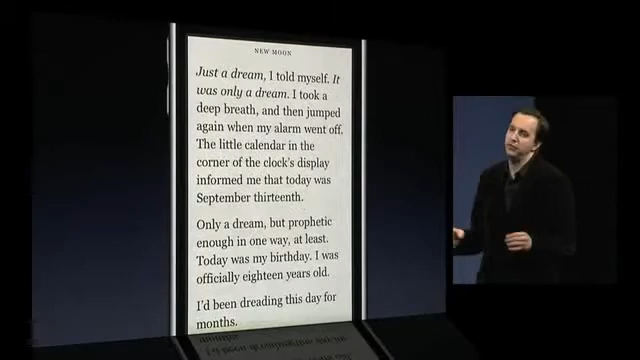 NEW MOON
Just a dream, I told myself. It
was only a dream. I took a
deep breath, and then jumped
again when my alarm went off.
The little calendar in the
corner of the clock's display
informed me that today was
September thirteenth.
Only a dream, but prophetic
enough in one way, at least.
Today was my birthday. I was
officially eighteen years old.
I'd been dreading this day for
months.